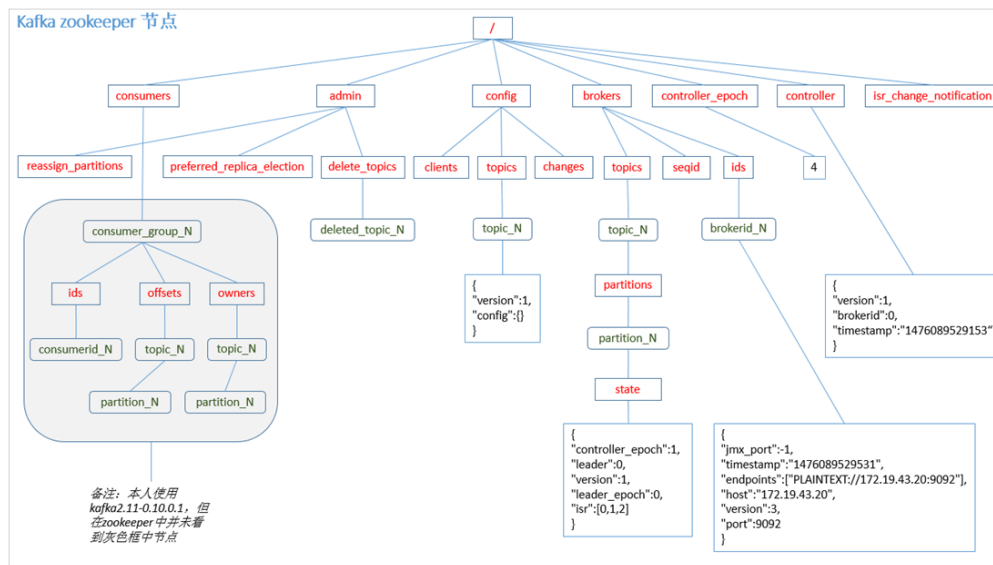 Kafka zookeeper 节点
/
consumers
admin
config
brokers
controller_epoch
controller
isr_change_notification
reassign_partitions
preferred_replica_election
delete_topics
clients
topics
changes
topics
seqid
ids
4
consumer_group_N
deleted_topic_N
topic_N
topic_N
brokerid_N
ids
offsets
owners
{
"version":1,
"config":{}
}
partitions
{
"version":1,
"brokerid":0,
"timestamp":"1476089529153"
}
consumerid_N
topic_N
topic_N
partition_N
partition_N
partition_N
state
{
"controller_epoch":1,
"leader":0,
"version":1,
"leader_epoch":0,
"isr":[0,1,2]
}
{
"jmx_port":-1,
"timestamp":"1476089529531",
"endpoints":["PLAINTEXT://172.19.43.20:9092"],
"host":"172.19.43.20",
"version":3,
"port":9092
}
备注：本人使用
kafka2.11-0.10.0.1，但
在zookeeper中并未看
到灰色框中节点